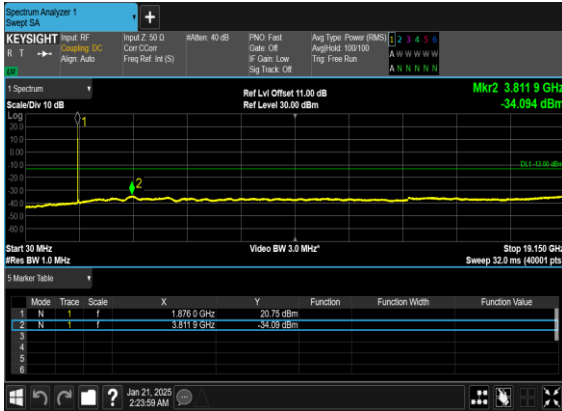 Spectrum Analyzer 1
Swept SA
+
KEYSIGHT Input: RF Input Z: 50 Ω #Atten: 40 dB PNO: Fast Avg Type: Power (RMS) 1 2 3 4 5 6
R T Coupling: DC Corr CCorr Gate: Off Avg|Hold: 100/100 A W W W W W
Align: Auto Freq Ref: Int (S) IF Gain: Low Trig: Free Run
Sig Track: Off A N N N N N
1 Spectrum Ref Lvl Offset 11.00 dB Mkr2 3.811 9 GHz
Scale/Div 10 dB Ref Level 30.00 dBm -34.094 dBm
Log
20.0
10.0
0.00
-10.0
-20.0
-30.0
-40.0
-50.0
-60.0
1
2
DL1 -13.00 dBm
Start 30 MHz Video BW 3.0 MHz* Stop 19.150 GHz
#Res BW 1.0 MHz Sweep 32.0 ms (40001 pts)
5 Marker Table
Mode Trace Scale X Y Function Function Width Function Value
1 N 1 f 1.876 0 GHz 20.75 dBm
2 N 1 f 3.811 9 GHz -34.09 dBm
3
4
5
6
? Jan 21, 2025
2:23:59 AM